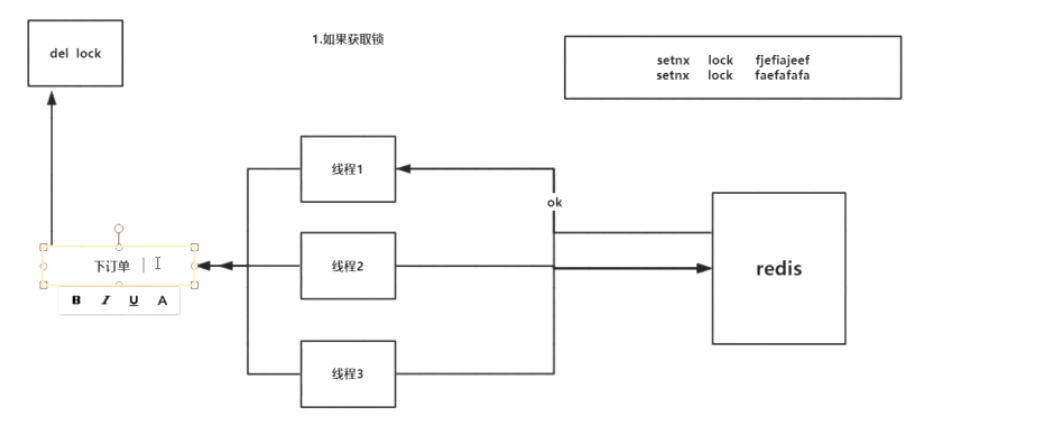 del lock
1.如果获取锁
setnx lock fjefiajeef
setnx lock faefafafa
线程1
ok
线程2
下订单
redis
B I U A
线程3